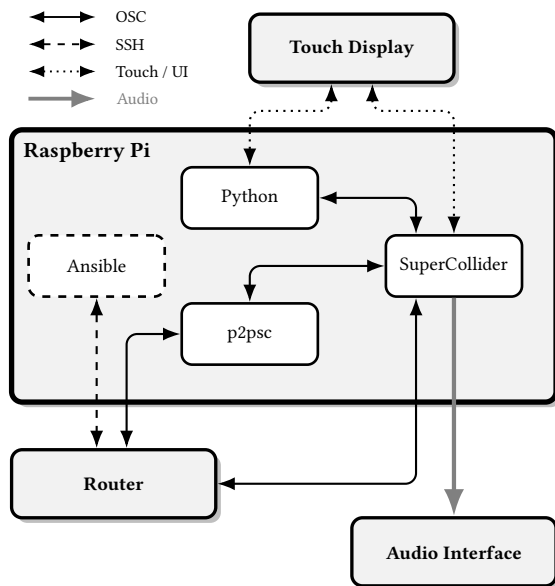 OSC
SSH
Touch / UI
Audio
Touch Display
Raspberry Pi
Python
Ansible
SuperCollider
p2psc
Router
Audio Interface